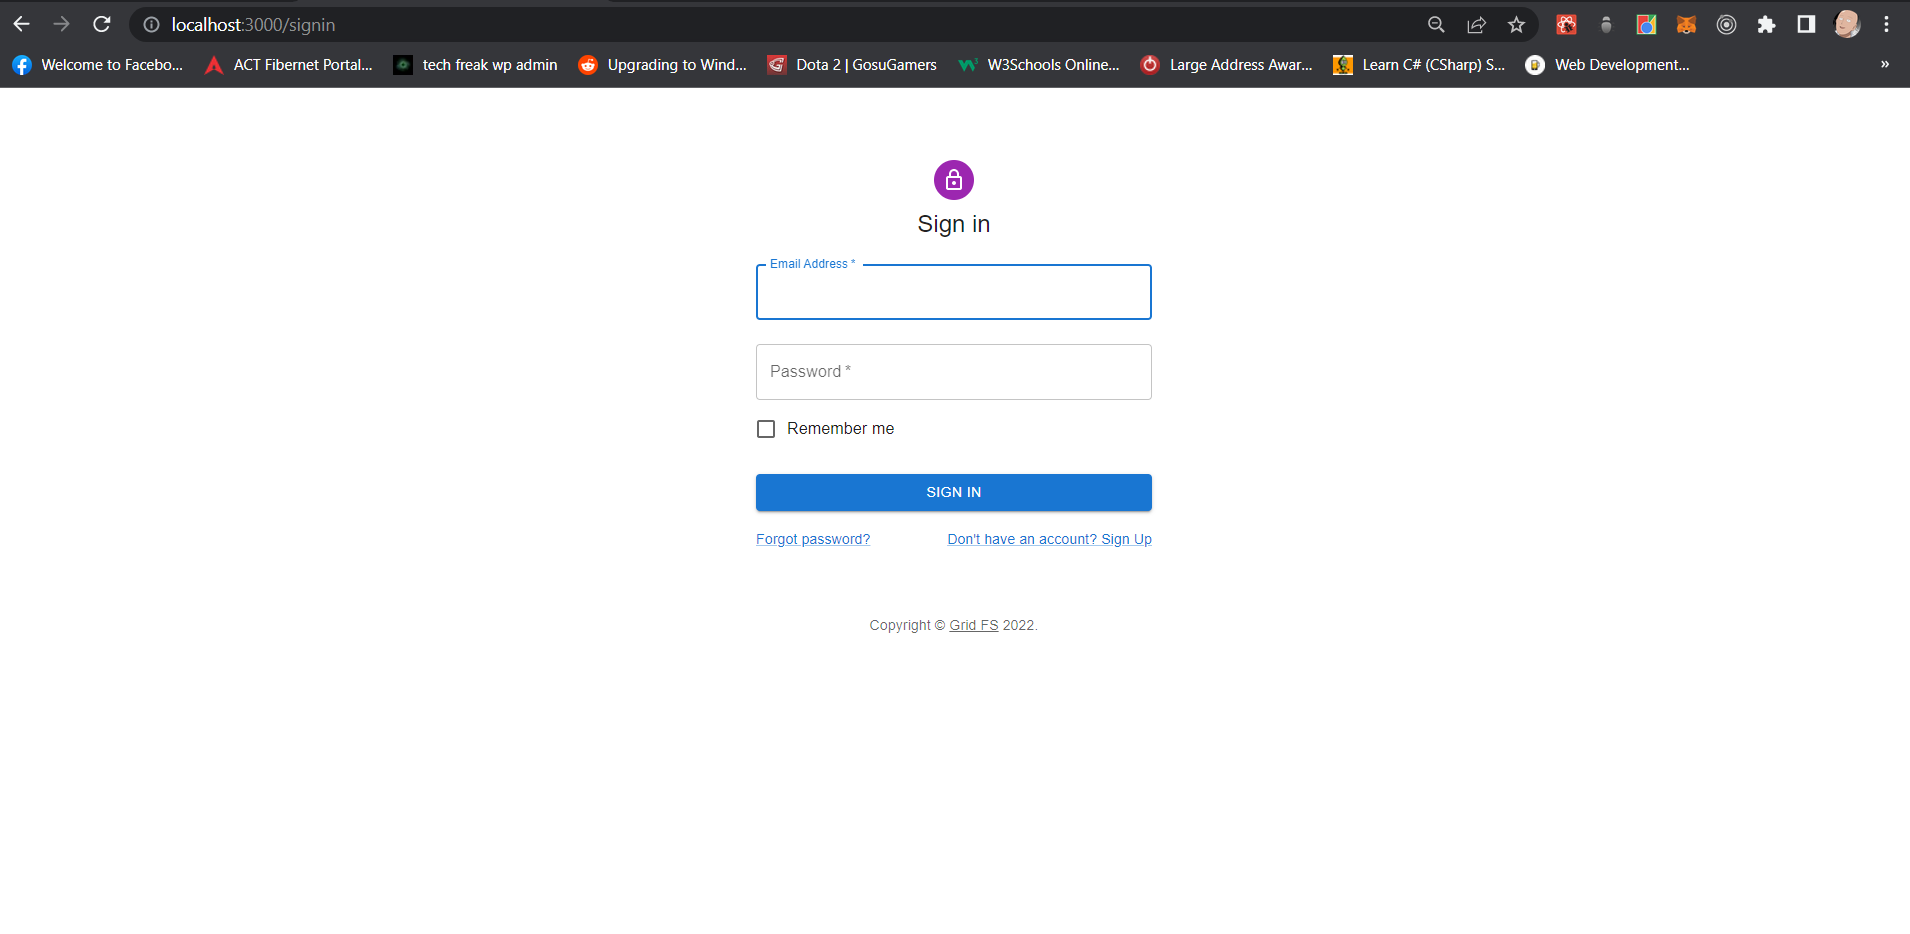 localhost:3000/signin
Welcome to Facebo... ACT Fibernet Portal... tech freak wp admin Upgrading to Wind... Dota 2 | GosuGamers W3Schools Online... Large Address Awar... Learn C# (CSharp) S... Web Development... »
Sign in
Email Address *
Password *
Remember me
SIGN IN
Forgot password? Don't have an account? Sign Up
Copyright © Grid FS 2022.